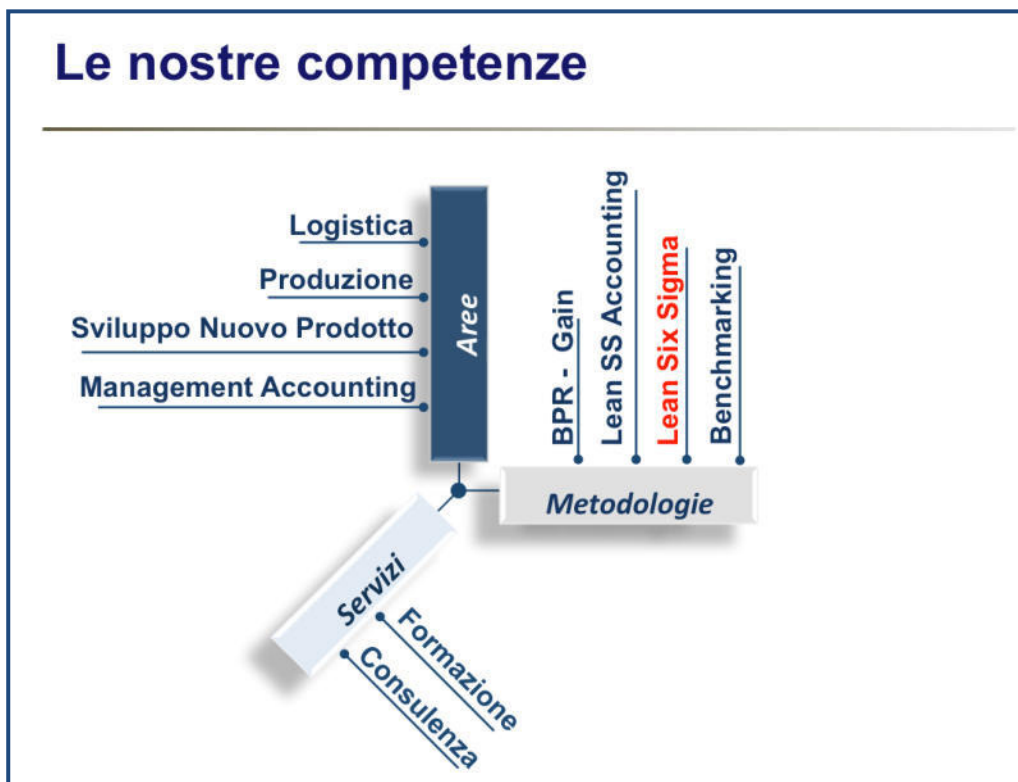 Le nostre competenze
Logistica
Produzione
Sviluppo Nuovo Prodotto
Management Accounting
Aree
BPR - Gain
Lean SS Accounting
Lean Six Sigma
Benchmarking
Metodologie
Servizi
Formazione
Consulenza